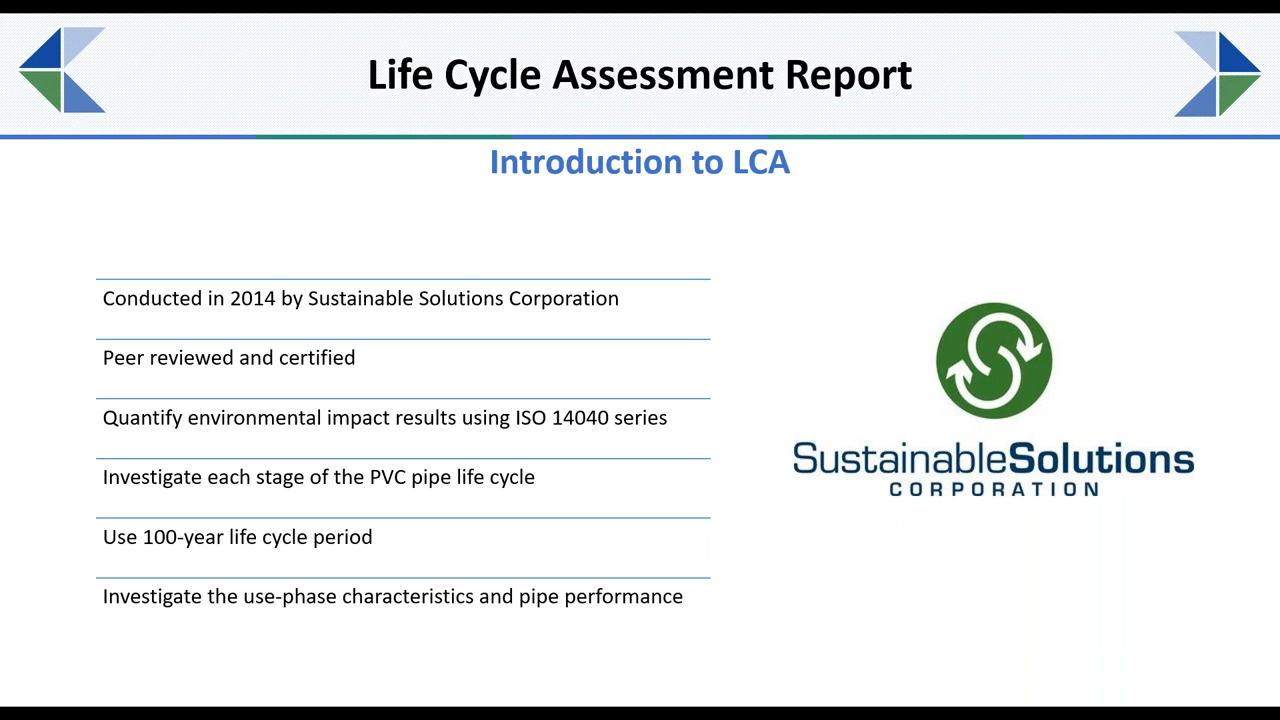 Life Cycle Assessment Report
Introduction to LCA
Conducted in 2014 by Sustainable Solutions Corporation
Peer reviewed and certified
Quantify environmental impact results using ISO 14040 series
Investigate each stage of the PVC pipe life cycle
Use 100-year life cycle period
Investigate the use-phase characteristics and pipe performance
SustainableSolutions
CORPORATION